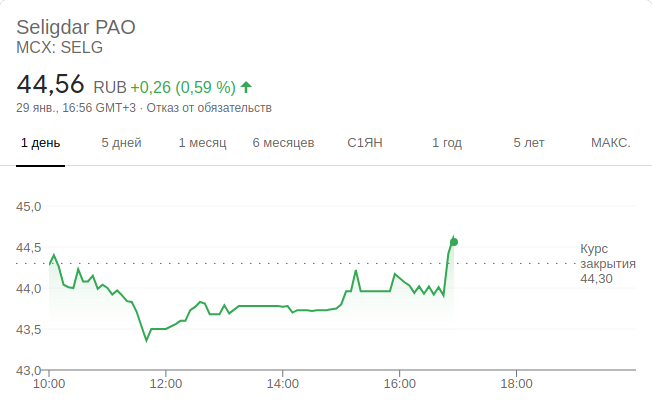 Seligdar PAO
MCX: SELG
44,56 RUB +0,26 (0,59 %)
29 янв., 16:56 GMT+3 · Отказ от обязательств
1 день 5 дней 1 месяц 6 месяцев С1ЯН 1 год 5 лет МАКС.
45,0
44,5
44,0
43,5
43,0
Курс
закрытия
44,30
10:00 12:00 14:00 16:00 18:00